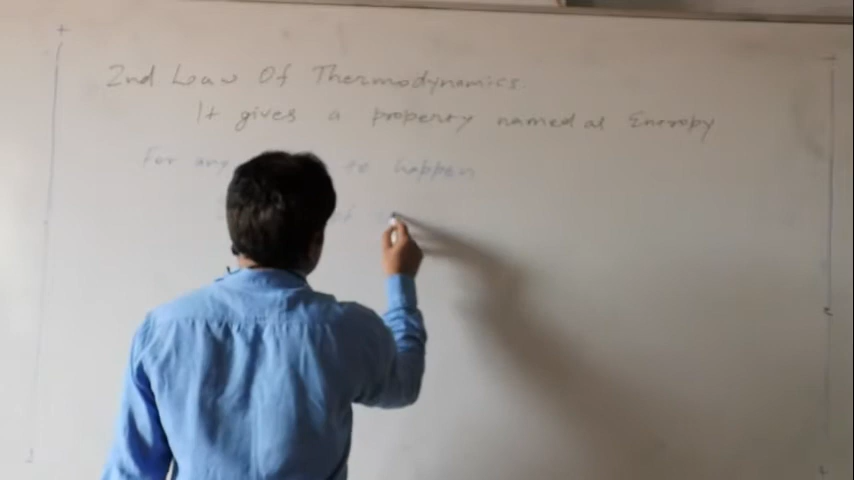 2nd Law Of Thermodynamics.
It gives a property named as Entropy
For any to happen